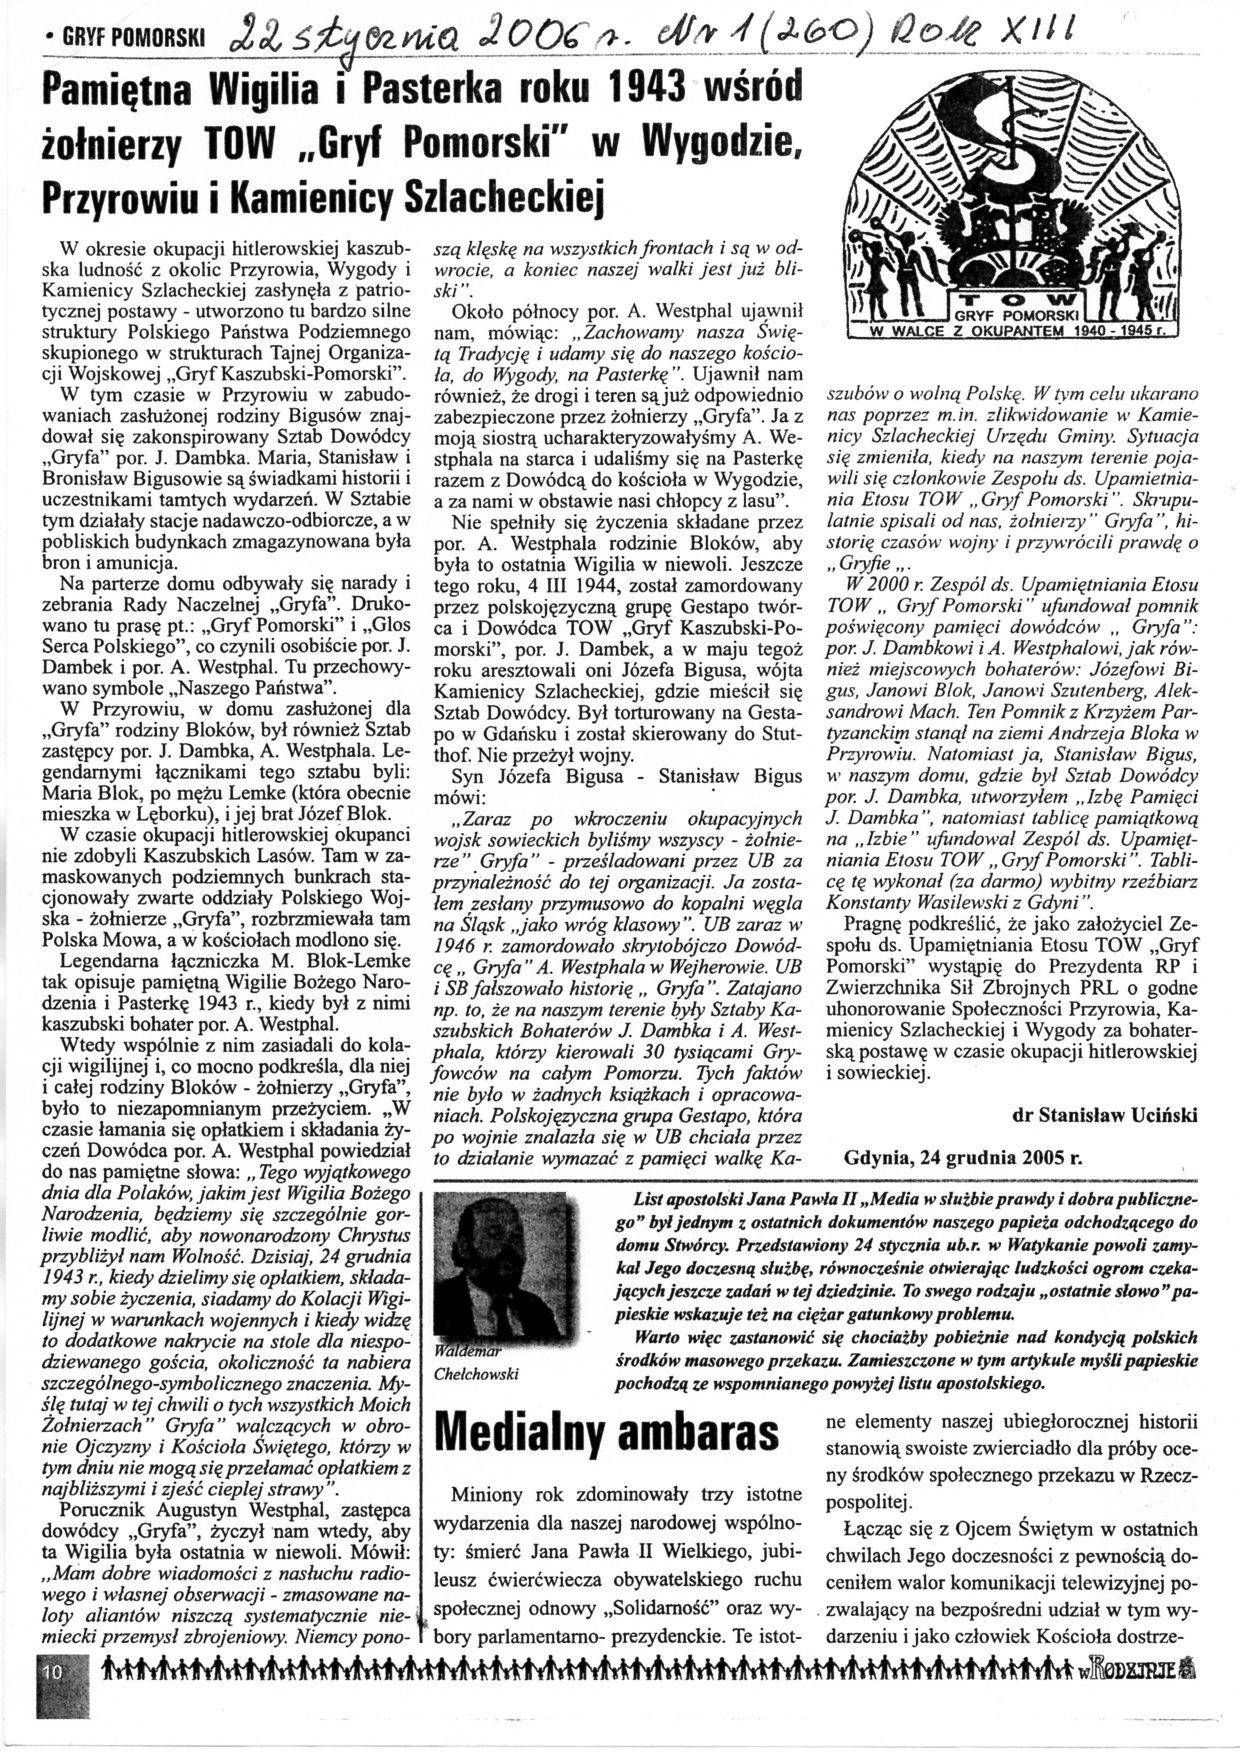 • GRYF POMORSKI 22 stycznia 2006 r. Nr 1 (260) Rok XIII
Pamiętna Wigilia i Pasterka roku 1943 wśród
żołnierzy TOW „Gryf Pomorski" w Wygodzie,
Przyrowiu i Kamienicy Szlacheckiej
W okresie okupacji hitlerowskiej kaszub-
ska ludność z okolic Przyrowia, Wygody i
Kamienicy Szlacheckiej zasłynęła z patrio-
tycznej postawy - utworzono tu bardzo silne
struktury Polskiego Państwa Podziemnego
skupionego w strukturach Tajnej Organiza-
cji Wojskowej „Gryf Kaszubski-Pomorski”.
W tym czasie w Przyrowiu w zabudo-
waniach zasłużonej rodziny Bigusów znaj-
dował się zakonspirowany Sztab Dowódcy
„Gryfa” por. J. Dambka. Maria, Stanisław i
Bronisław Bigusowie są świadkami historii i
uczestnikami tamtych wydarzeń. W Sztabie
tym działały stacje nadawczo-odbiorcze, a w
pobliskich budynkach zmagazynowana była
bron i amunicja.
Na parterze domu odbywały się narady i
zebrania Rady Naczelnej „Gryfa”. Druko-
wano tu prasę pt.: „Gryf Pomorski” i „Glos
Serca Polskiego”, co czynili osobiście por. J.
Dambek i por. A. Westphal. Tu przechowy-
wano symbole „Naszego Państwa”.
W Przyrowiu, w domu zasłużonej dla
„Gryfa” rodziny Bloków, był również Sztab
zastępcy por. J. Dambka, A. Westphala. Le-
gendarnymi łącznikami tego sztabu byli:
Maria Blok, po mężu Lemke (która obecnie
mieszka w Lęborku), i jej brat Józef Blok.
W czasie okupacji hitlerowskiej okupanci
nie zdobyli Kaszubskich Lasów. Tam w za-
maskowanych podziemnych bunkrach sta-
cjonowały zwarte oddziały Polskiego Woj-
ska - żołnierze „Gryfa”, rozbrzmiewała tam
Polska Mowa, a w kościołach modlono się.
Legendarna łączniczka M. Blok-Lemke
tak opisuje pamiętną Wigilie Bożego Naro-
dzenia i Pasterkę 1943 r., kiedy był z nimi
kaszubski bohater por. A. Westphal.
Wtedy wspólnie z nim zasiadali do kola-
cji wigilijnej i, co mocno podkreśla, dla niej
i całej rodziny Bloków - żołnierzy „Gryfa”,
było to niezapomnianym przeżyciem. „W
czasie łamania się opłatkiem i składania ży-
czeń Dowódca por. A. Westphal powiedział
do nas pamiętne słowa: „Tego wyjątkowego
dnia dla Polaków, jakim jest Wigilia Bożego
Narodzenia, będziemy się szczególnie gor-
liwie modlić, aby nowonarodzony Chrystus
przybliżył nam Wolność. Dzisiaj, 24 grudnia
1943 r., kiedy dzielimy się opłatkiem, składa-
my sobie życzenia, siadamy do Kolacji Wigi-
lijnej w warunkach wojennych i kiedy widzę
to dodatkowe nakrycie na stole dla niespo-
dziewanego gościa, okoliczność ta nabiera
szczególnego-symbolicznego znaczenia. My-
ślę tutaj w tej chwili o tych wszystkich Moich
Żołnierzach” Gryfa” walczących w obro-
nie Ojczyzny i Kościoła Świętego, którzy w
tym dniu nie mogą się przełamać opłatkiem z
najbliższymi i zjeść cieplej strawy”.
Porucznik Augustyn Westphal, zastępca
dowódcy „Gryfa”, życzył nam wtedy, aby
ta Wigilia była ostatnia w niewoli. Mówił:
„Mam dobre wiadomości z nasłuchu radio-
wego i własnej obserwacji - zmasowane na-
loty aliantów niszczą systematycznie nie-
miecki przemysł zbrojeniowy. Niemcy pono-
szą klęskę na wszystkich frontach i są w od-
wrocie, a koniec naszej walki jest już bli-
ski”.
Około północy por. A. Westphal ujawnił
nam, mówiąc: „Zachowamy nasza Świę-
tą Tradycję i udamy się do naszego kościo-
ła, do Wygody, na Pasterkę”. Ujawnił nam
również, że drogi i teren są już odpowiednio
zabezpieczone przez żołnierzy „Gryfa”. Ja z
moją siostrą ucharakteryzowałyśmy A. We-
stphala na starca i udaliśmy się na Pasterkę
razem z Dowódcą do kościoła w Wygodzie,
a za nami w obstawie nasi chłopcy z lasu”.
Nie spełniły się życzenia składane przez
por. A. Westphala rodzinie Bloków, aby
była to ostatnia Wigilia w niewoli. Jeszcze
tego roku, 4 III 1944, został zamordowany
przez polskojęzyczną grupę Gestapo twór-
ca i Dowódca TOW „Gryf Kaszubski-Po-
morski”, por. J. Dambek, a w maju tegoż
roku aresztowali oni Józefa Bigusa, wójta
Kamienicy Szlacheckiej, gdzie mieścił się
Sztab Dowódcy. Był torturowany na Gesta-
po w Gdańsku i został skierowany do Stut-
thof. Nie przeżył wojny.
Syn Józefa Bigusa - Stanisław Bigus
mówi:
„Zaraz po wkroczeniu okupacyjnych
wojsk sowieckich byliśmy wszyscy - żołnie-
rze” Gryfa” - prześladowani przez UB za
przynależność do tej organizacji. Ja zosta-
łem zesłany przymusowo do kopalni węgla
na Śląsk „jako wróg klasowy”. UB zaraz w
1946 r. zamordowało skrytobójczo Dowód-
cę „ Gryfa” A. Westphala w Wejherowie. UB
i SB fałszowało historię „ Gryfa”. Zatajano
np. to, że na naszym terenie były Sztaby Ka-
szubskich Bohaterów J. Dambka i A. West-
phala, którzy kierowali 30 tysiącami Gry-
fowców na całym Pomorzu. Tych faktów
nie było w żadnych książkach i opracowa-
niach. Polskojęzyczna grupa Gestapo, która
po wojnie znalazła się w UB chciała przez
to działanie wymazać z pamięci walkę Ka-
TOW
GRYF POMORSKI
W WALCE Z OKUPANTEM 1940 - 1945 r.
szubów o wolną Polskę. W tym celu ukarano
nas poprzez m.in. zlikwidowanie w Kamie-
nicy Szlacheckiej Urzędu Gminy. Sytuacja
się zmieniła, kiedy na naszym terenie poja-
wili się członkowie Zespołu ds. Upamiętnia-
nia Etosu TOW „Gryf Pomorski”. Skrupu-
latnie spisali od nas, żołnierzy” Gryfa”, hi-
storię czasów wojny i przywrócili prawdę o
„Gryfie „.
W 2000 r. Zespól ds. Upamiętniania Etosu
TOW „ Gryf Pomorski” ufundował pomnik
poświęcony pamięci dowódców „ Gryfa”:
por. J. Dambkowi i A. Westphalowi, jak rów-
nież miejscowych bohaterów: Józefowi Bi-
gus, Janowi Blok, Janowi Szutenberg, Alek-
sandrowi Mach. Ten Pomnik z Krzyżem Par-
tyzanckim stanął na ziemi Andrzeja Bloka w
Przyrowiu. Natomiast ja, Stanisław Bigus,
w naszym domu, gdzie był Sztab Dowódcy
por. J. Dambka, utworzyłem „Izbę Pamięci
J. Dambka”, natomiast tablicę pamiątkową
na „Izbie” ufundował Zespól ds. Upamięt-
niania Etosu TOW „Gryf Pomorski”. Tabli-
cę tę wykonał (za darmo) wybitny rzeźbiarz
Konstanty Wasilewski z Gdyni”.
Pragnę podkreślić, że jako założyciel Ze-
społu ds. Upamiętniania Etosu TOW „Gryf
Pomorski” wystąpię do Prezydenta RP i
Zwierzchnika Sił Zbrojnych PRL o godne
uhonorowanie Społeczności Przyrowia, Ka-
mienicy Szlacheckiej i Wygody za bohater-
ską postawę w czasie okupacji hitlerowskiej
i sowieckiej.
dr Stanisław Uciński
Gdynia, 24 grudnia 2005 r.
Waldemar
Chełchowski
List apostolski Jana Pawła II „Media w służbie prawdy i dobra publiczne-
go” był jednym z ostatnich dokumentów naszego papieża odchodzącego do
domu Stwórcy. Przedstawiony 24 stycznia ub.r. w Watykanie powoli zamy-
kał Jego doczesną służbę, równocześnie otwierając ludzkości ogrom czeka-
jących jeszcze zadań w tej dziedzinie. To swego rodzaju „ostatnie słowo” pa-
pieskie wskazuje też na ciężar gatunkowy problemu.
Warto więc zastanowić się chociażby pobieżnie nad kondycją polskich
środków masowego przekazu. Zamieszczone w tym artykule myśli papieskie
pochodzą ze wspomnianego powyżej listu apostolskiego.
Medialny ambaras
Miniony rok zdominowały trzy istotne
wydarzenia dla naszej narodowej wspólno-
ty: śmierć Jana Pawła II Wielkiego, jubi-
leusz ćwierćwiecza obywatelskiego ruchu
społecznej odnowy „Solidarność” oraz wy-
bory parlamentarno- prezydenckie. Te istot-
ne elementy naszej ubiegłorocznej historii
stanowią swoiste zwierciadło dla próby oce-
ny środków społecznego przekazu w Rzecz-
pospolitej.
Łącząc się z Ojcem Świętym w ostatnich
chwilach Jego doczesności z pewnością do-
ceniłem walor komunikacji telewizyjnej po-
zwalający na bezpośredni udział w tym wy-
darzeniu i jako człowiek Kościoła dostrze-
10
w RODZINIE